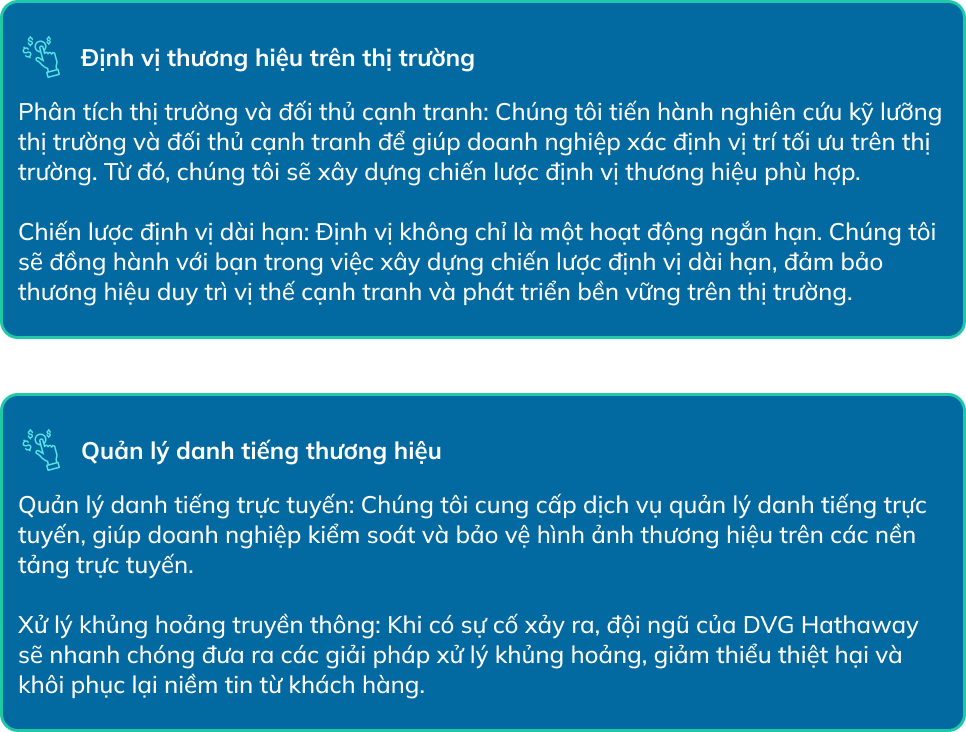 Định vị thương hiệu trên thị trường
Phân tích thị trường và đối thủ cạnh tranh: Chúng tôi tiến hành nghiên cứu kỹ lưỡng
thị trường và đối thủ cạnh tranh để giúp doanh nghiệp xác định vị trí tối ưu trên thị
trường. Từ đó, chúng tôi sẽ xây dựng chiến lược định vị thương hiệu phù hợp.
Chiến lược định vị dài hạn: Định vị không chỉ là một hoạt động ngắn hạn. Chúng tôi
sẽ đồng hành với bạn trong việc xây dựng chiến lược định vị dài hạn, đảm bảo
thương hiệu duy trì vị thế cạnh tranh và phát triển bền vững trên thị trường.
Quản lý danh tiếng thương hiệu
Quản lý danh tiếng trực tuyến: Chúng tôi cung cấp dịch vụ quản lý danh tiếng trực
tuyến, giúp doanh nghiệp kiểm soát và bảo vệ hình ảnh thương hiệu trên các nền
tảng trực tuyến.
Xử lý khủng hoảng truyền thông: Khi có sự cố xảy ra, đội ngũ của DVG Hathaway
sẽ nhanh chóng đưa ra các giải pháp xử lý khủng hoảng, giảm thiểu thiệt hại và
khôi phục lại niềm tin từ khách hàng.